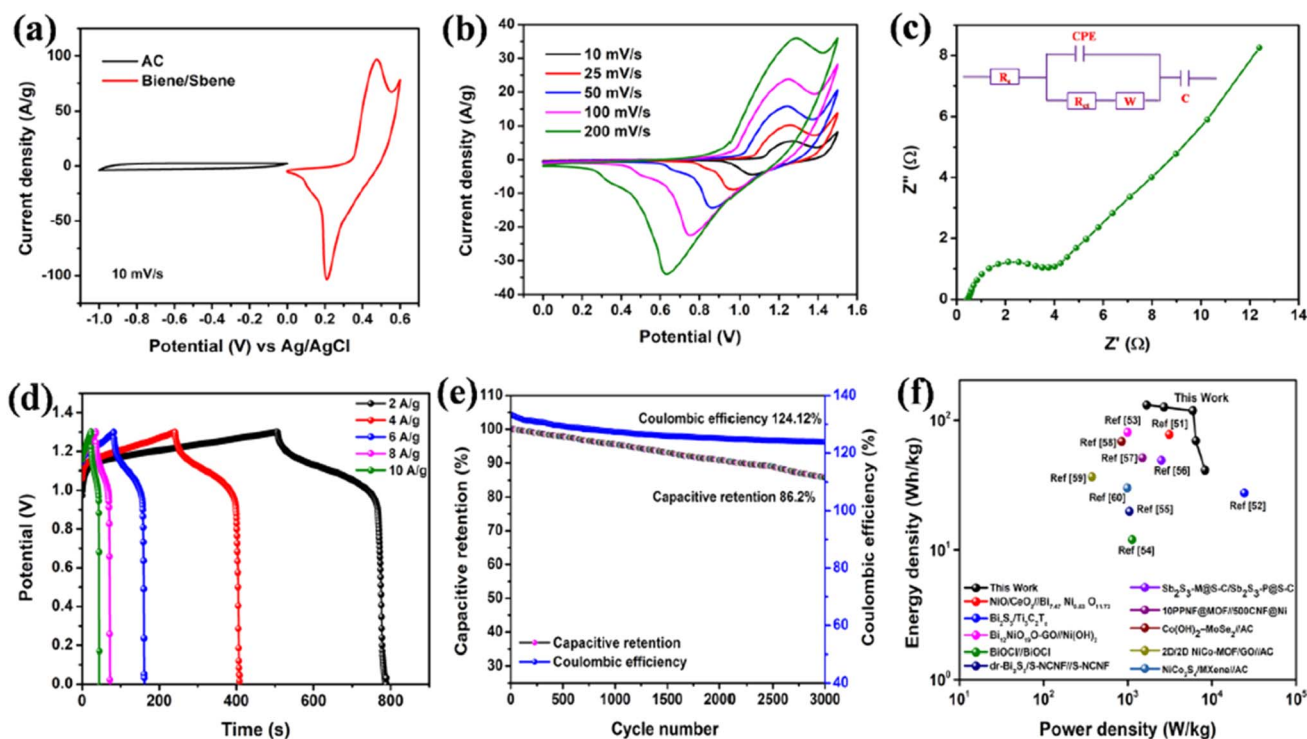 (a)
AC
Biene/Sbene
10 mV/s
Current density (A/g)
100
50
0
-50
-100
-1.0 -0.8 -0.6 -0.4 -0.2 0.0 0.2 0.4 0.6
Potential (V) vs Ag/AgCl
(b)
10 mV/s
25 mV/s
50 mV/s
100 mV/s
200 mV/s
Current density (A/g)
40
30
20
10
0
-10
-20
-30
-40
0.0 0.2 0.4 0.6 0.8 1.0 1.2 1.4 1.6
Potential (V)
(c)
CPE
Rs
Rct
W
C
Z'' (Ω)
8
6
4
2
0
0 2 4 6 8 10 12 14
Z' (Ω)
(d)
2 A/g
4 A/g
6 A/g
8 A/g
10 A/g
Potential (V)
1.5
1.2
0.9
0.6
0.3
0.0
0 100 200 300 400 500 600 700 800
Time (s)
(e)
Coulombic efficiency 124.12%
Capacitive retention 86.2%
Capacitive retention
Coulombic efficiency
Capacitive retention (%)
110
100
90
80
70
60
50
40
Coulombic efficiency (%)
140
120
100
80
60
40
0 500 1000 1500 2000 2500 3000
Cycle number
(f)
This Work
Ref [53]
Ref [51]
Ref [58]
Ref [57]
Ref [56]
Ref [59]
Ref [60]
Ref [55]
Ref [52]
Ref [54]
This Work
Bi₂S₃/Ti₃C₂Tₓ
BiOCl//BiOCl
Sb₂S₃-M@S-C/Sb₂S₃-P@S-C
10PPNF@MOF//500CNF@Ni
Co(OH)₂–MoSe₂//AC
2D/2D NiCo-MOF/GO//AC
Energy density (Wh/kg)
10²
10¹
10⁰
10¹ 10² 10³ 10⁴ 10⁵
Power density (W/kg)